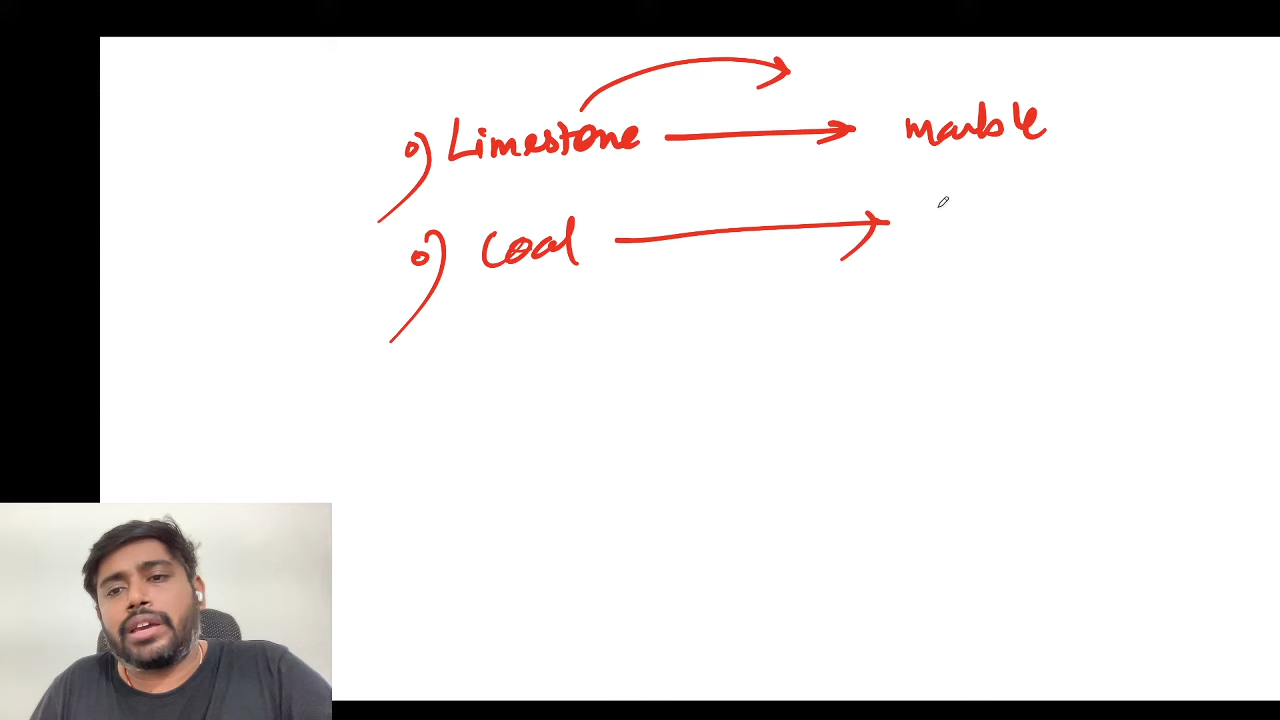 o) Limestone → marble
o) coal →